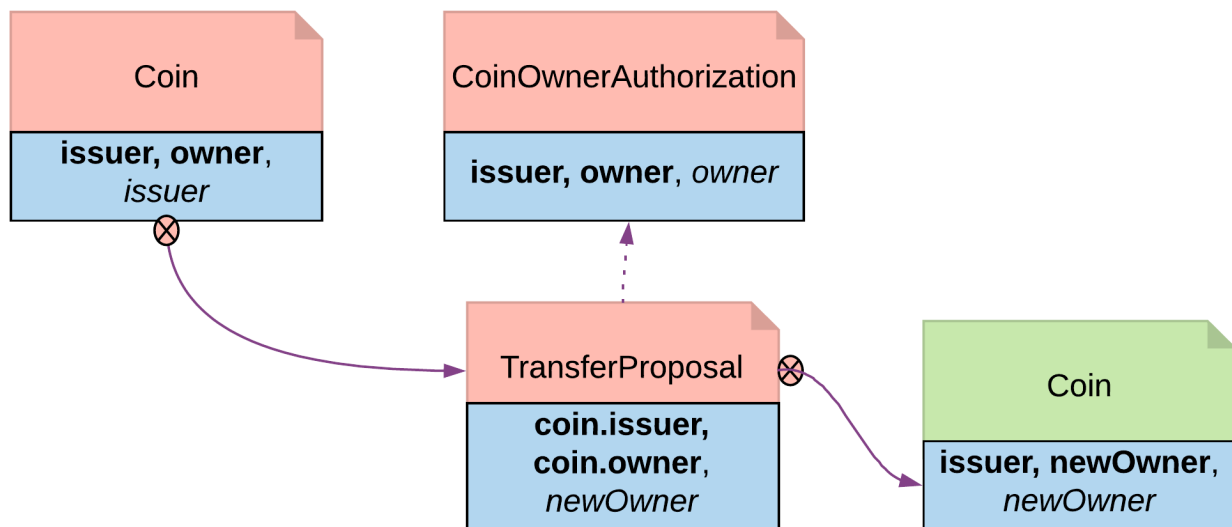 Coin
issuer, owner,
issuer
CoinOwnerAuthorization
issuer, owner, owner
TransferProposal
coin.issuer,
coin.owner,
newOwner
Coin
issuer, newOwner,
newOwner